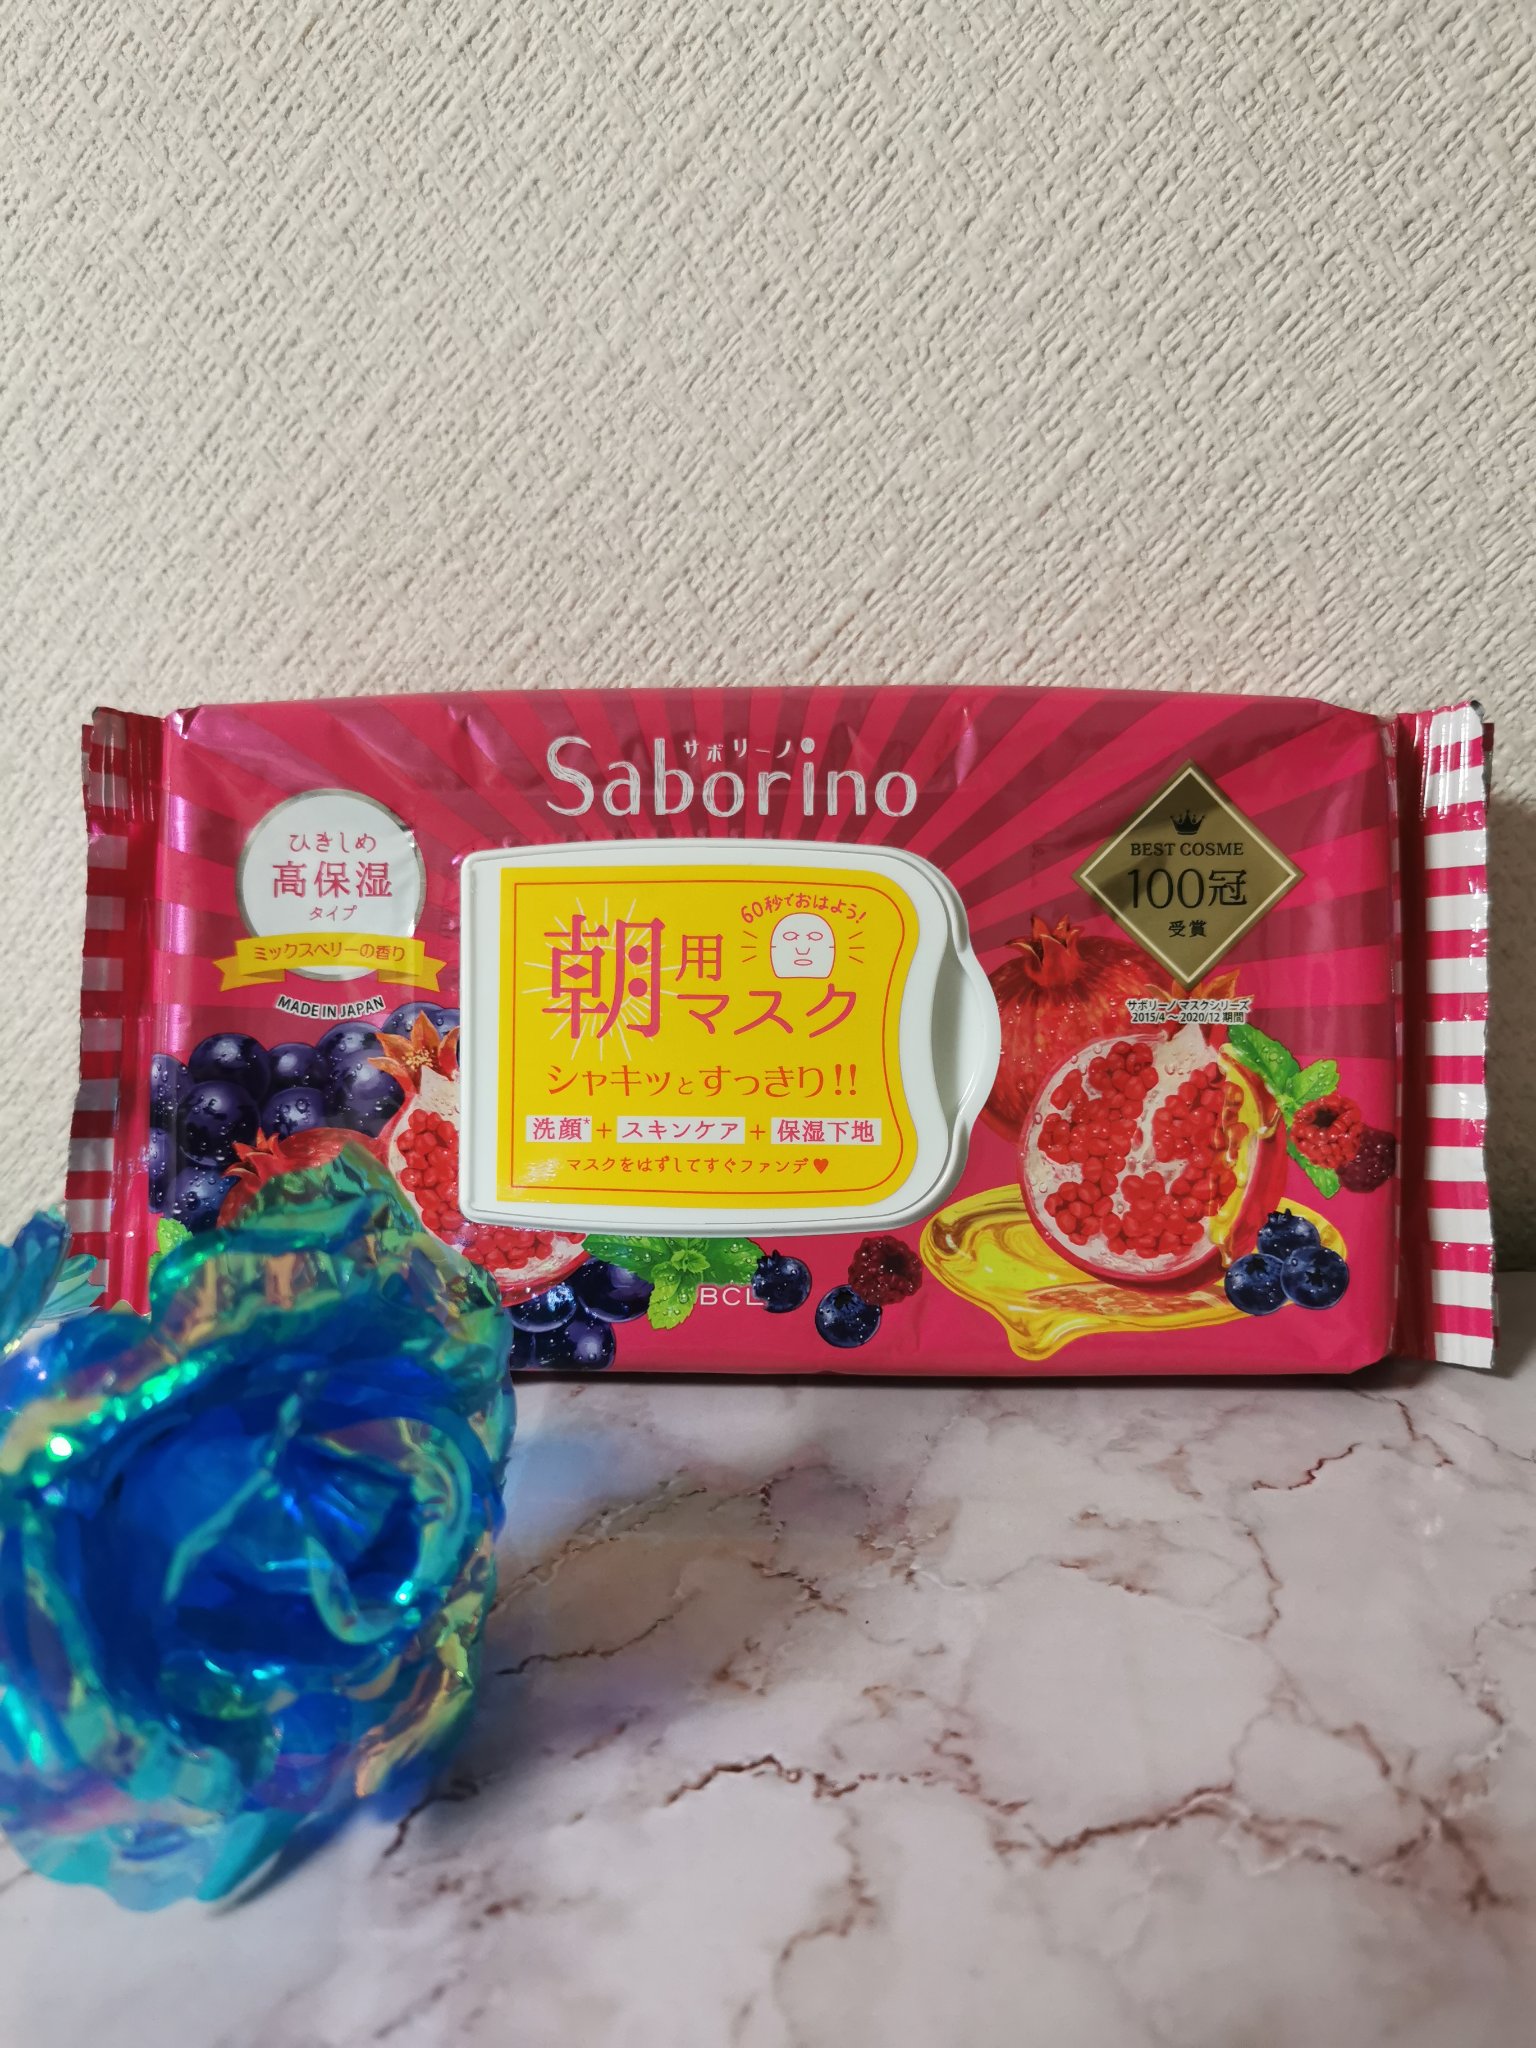 サボリーノ
Saborino
ひきしめ
高保湿
タイプ
ミックスベリーの香り
MADE IN JAPAN
60秒でおはよう!
朝用
マスク
シャキッとすっきり!!
洗顔* + スキンケア + 保湿下地
マスクをはずしてすぐファンデ♥
BEST COSME
100冠
受賞
サボリーノ マスクシリーズ
2015/4～2020/12 期間
BCL